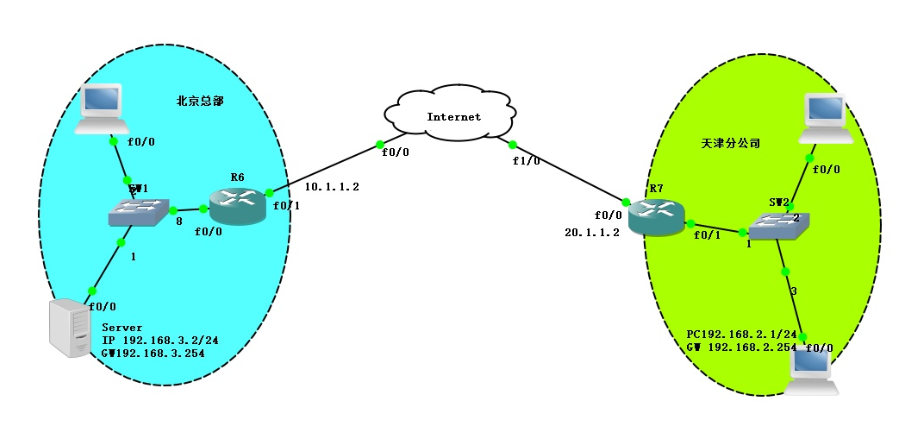 北京总部
Internet
天津分公司
f0/0
f0/0
f1/0
f0/0
R6
10.1.1.2
R7
SW1
f0/1
f0/0
SW2
8
f0/0
20.1.1.2
f0/1
1
2
1
3
f0/0
Server
IP 192.168.3.2/24
GW192.168.3.254
PC192.168.2.1/24
GW 192.168.2.254
f0/0